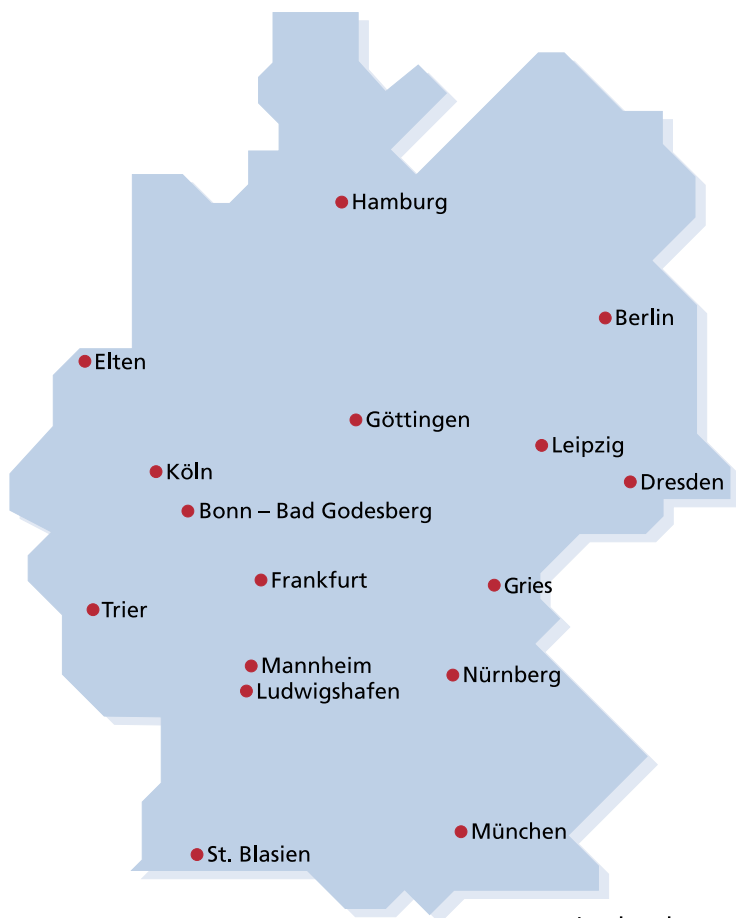 Hamburg
Berlin
Elten
Göttingen
Leipzig
Köln
Dresden
Bonn – Bad Godesberg
Frankfurt
Gries
Trier
Mannheim
Nürnberg
Ludwigshafen
München
St. Blasien